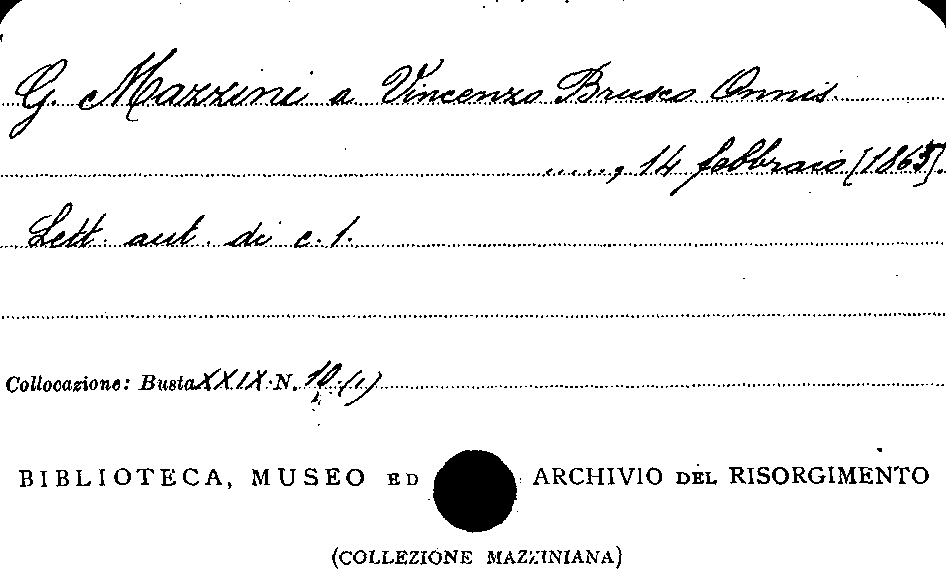 G. Mazzini a Vincenzo Brusco Onnis.
....., 14 febbraio [1865].
Lett. aut. di c. 1.
Collocazione: Busta XXIX N. 10 (1)
BIBLIOTECA, MUSEO ED ARCHIVIO DEL RISORGIMENTO
(COLLEZIONE MAZZINIANA)